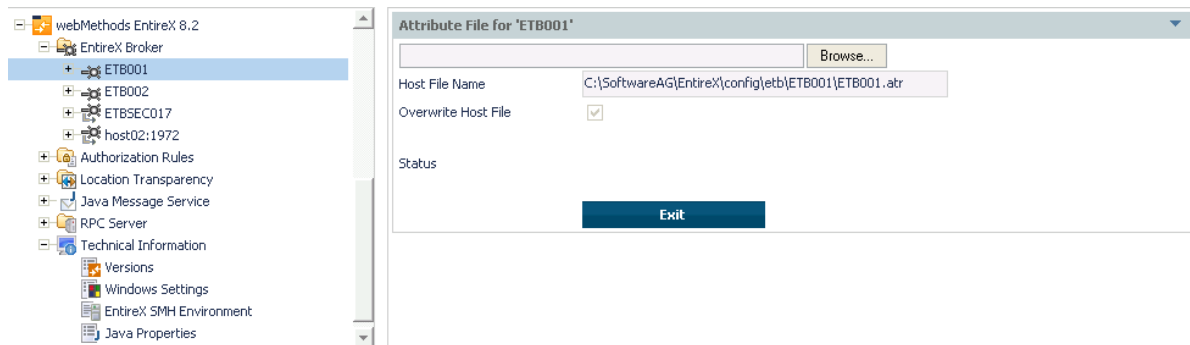 webMethods EntireX 8.2
EntireX Broker
ETB001
ETB002
ETBSEC017
host02:1972
Authorization Rules
Location Transparency
Java Message Service
RPC Server
Technical Information
Versions
Windows Settings
EntireX SMH Environment
Java Properties
Attribute File for 'ETB001'
Browse...
Host File Name C:\SoftwareAG\EntireX\config\etb\ETB001\ETB001.atr
Overwrite Host File
Status
Exit